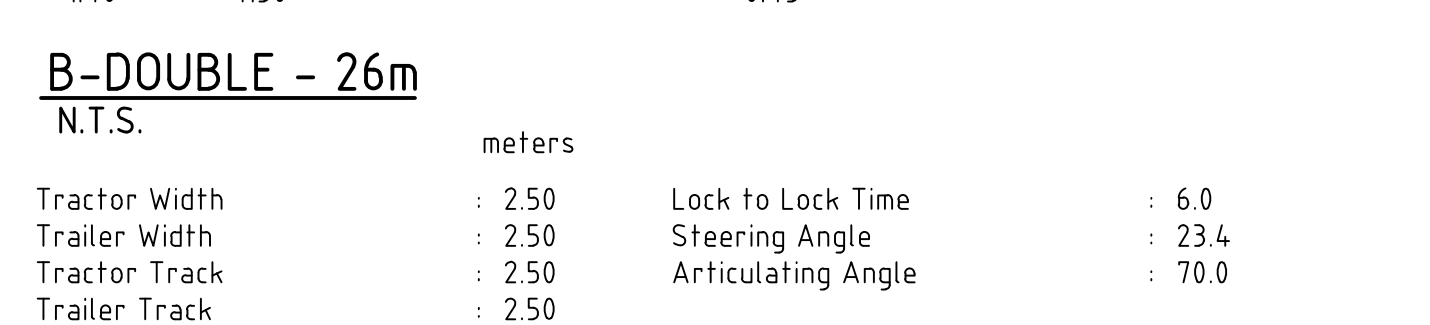 B-DOUBLE - 26m
N.T.S.
meters
Tractor Width : 2.50 Lock to Lock Time : 6.0
Trailer Width : 2.50 Steering Angle : 23.4
Tractor Track : 2.50 Articulating Angle : 70.0
Trailer Track : 2.50